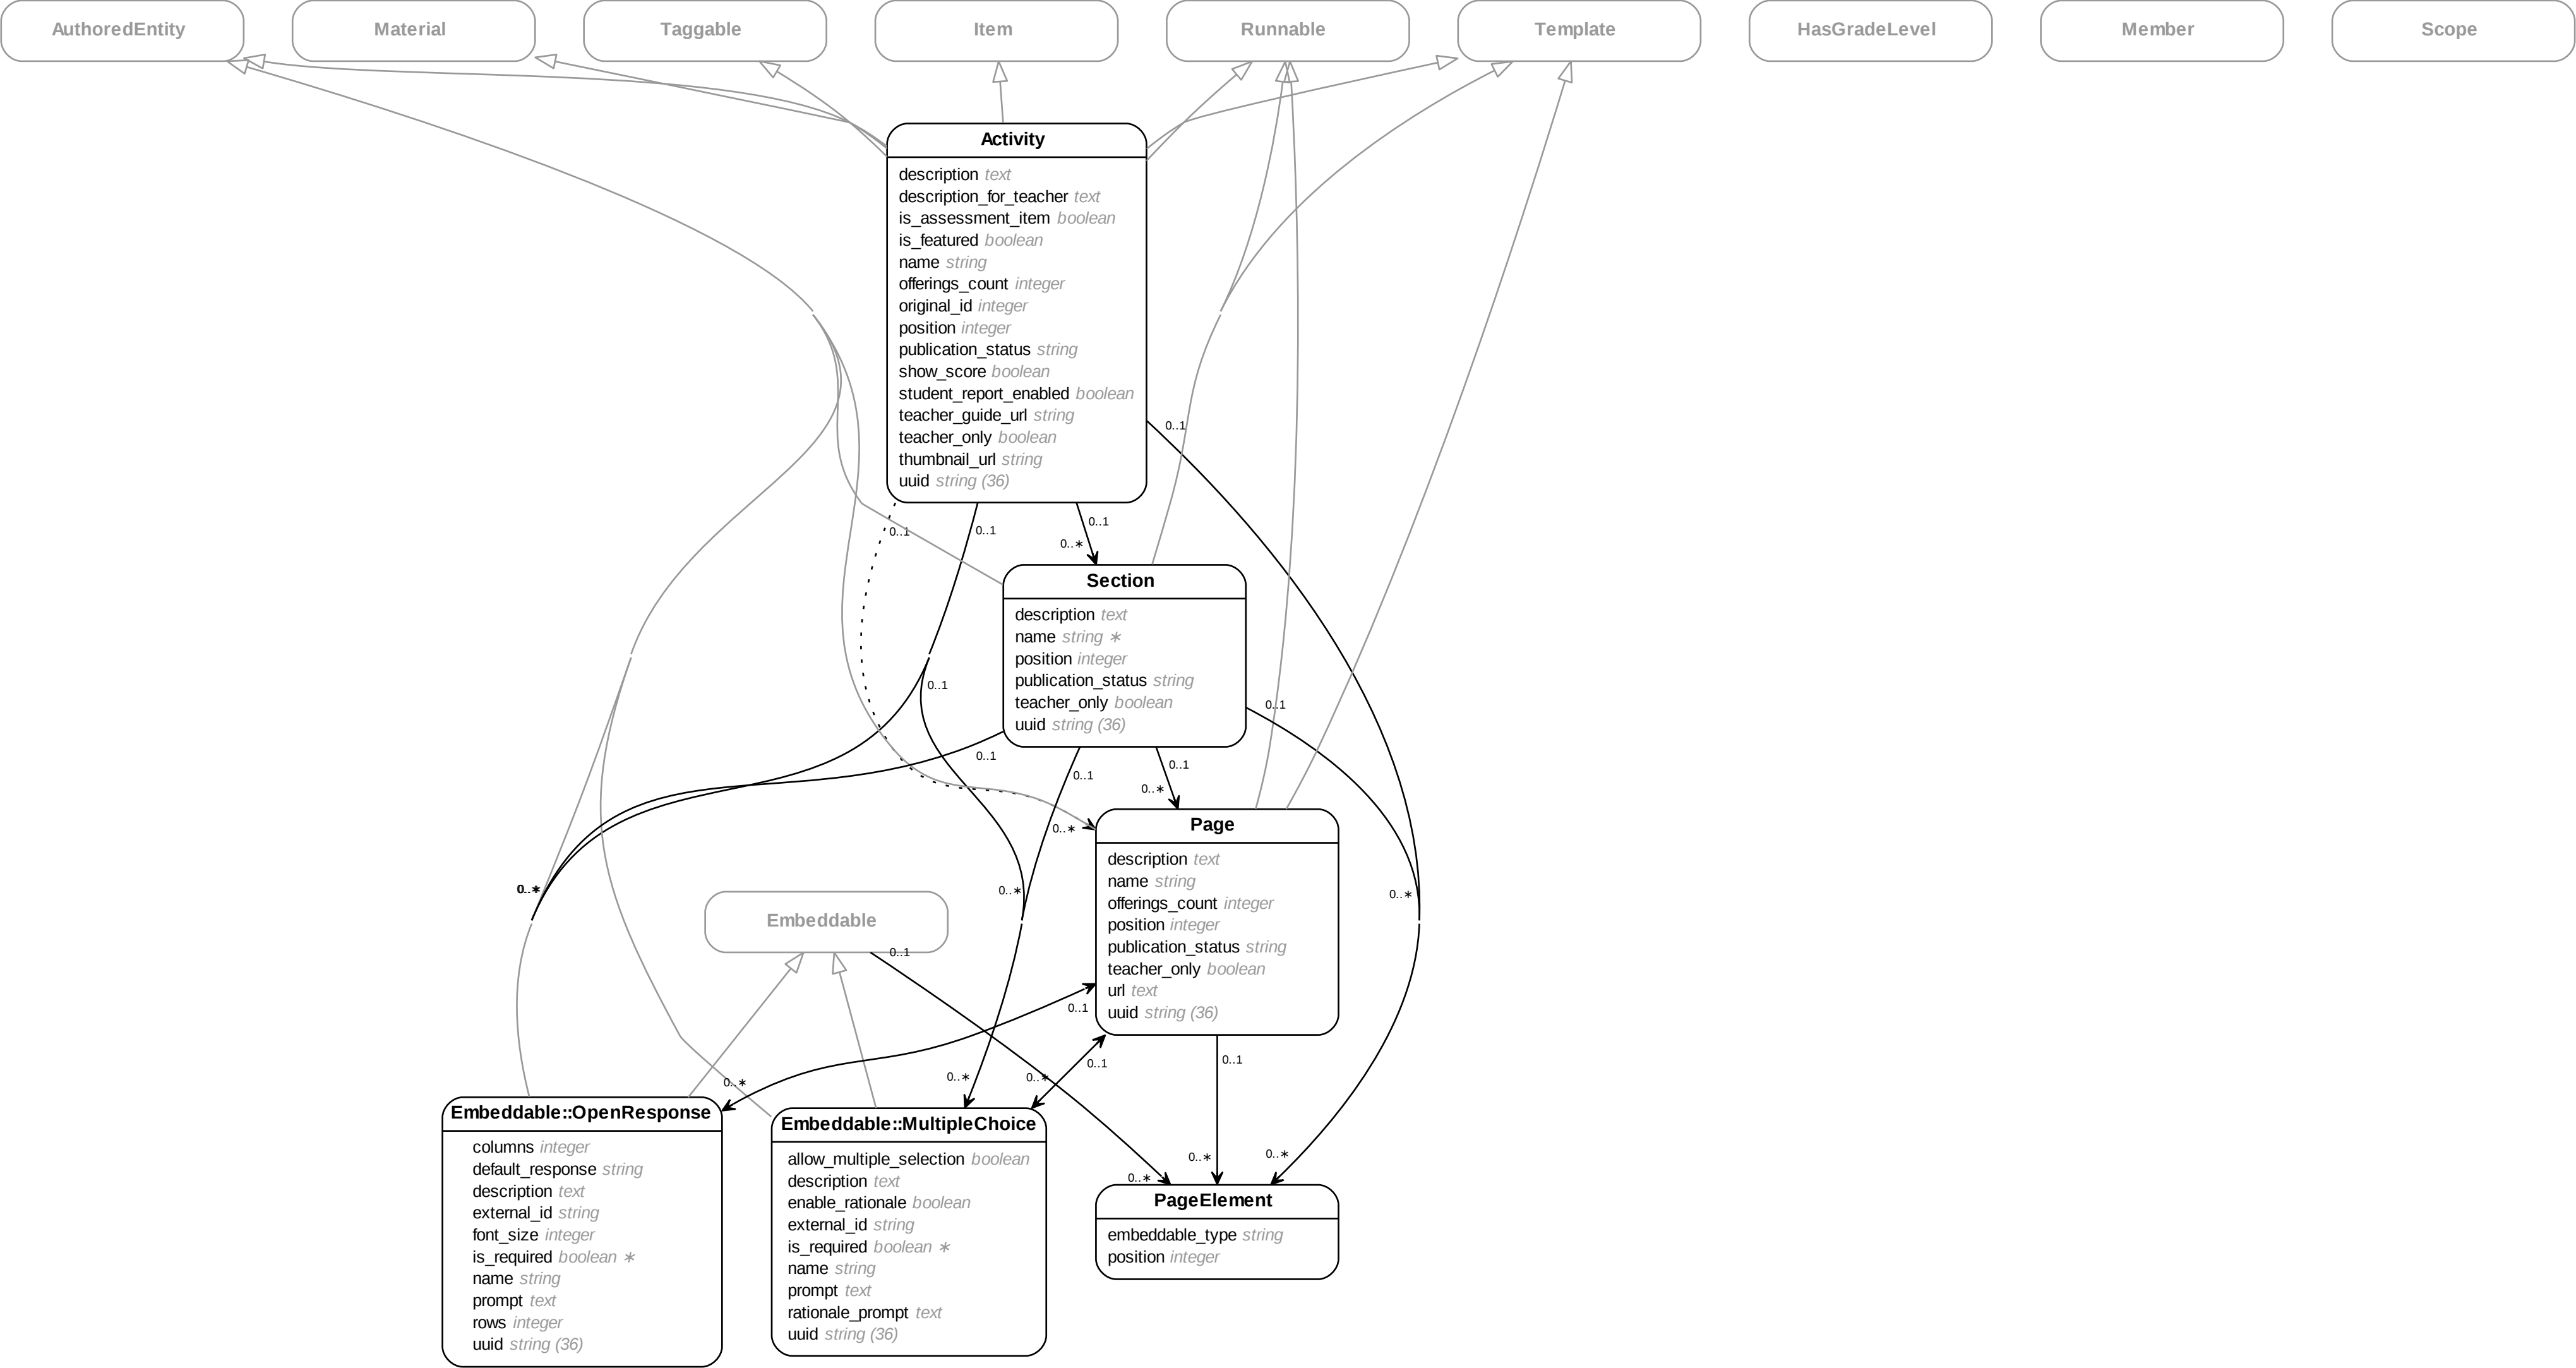 AuthoredEntity
Material
Taggable
Item
Runnable
Template
HasGradeLevel
Member
Scope
Activity
description text
description_for_teacher text
is_assessment_item boolean
is_featured boolean
name string
offerings_count integer
original_id integer
position integer
publication_status string
show_score boolean
student_report_enabled boolean
teacher_guide_url string
teacher_only boolean
thumbnail_url string
uuid string (36)
0..1
0..1
0..1
0..1
0..∗
Section
description text
name string ∗
position integer
publication_status string
teacher_only boolean
uuid string (36)
0..1
0..1
0..1
0..1
0..1
0..∗
Page
description text
name string
offerings_count integer
position integer
publication_status string
teacher_only boolean
url text
uuid string (36)
0..∗
0..∗
0..∗
0..∗
Embeddable
0..1
0..1
0..1
0..1
0..∗
0..∗
0..∗
0..∗
0..∗
0..∗
Embeddable::OpenResponse
columns integer
default_response string
description text
external_id string
font_size integer
is_required boolean ∗
name string
prompt text
rows integer
uuid string (36)
Embeddable::MultipleChoice
allow_multiple_selection boolean
description text
enable_rationale boolean
external_id string
is_required boolean ∗
name string
prompt text
rationale_prompt text
uuid string (36)
PageElement
embeddable_type string
position integer